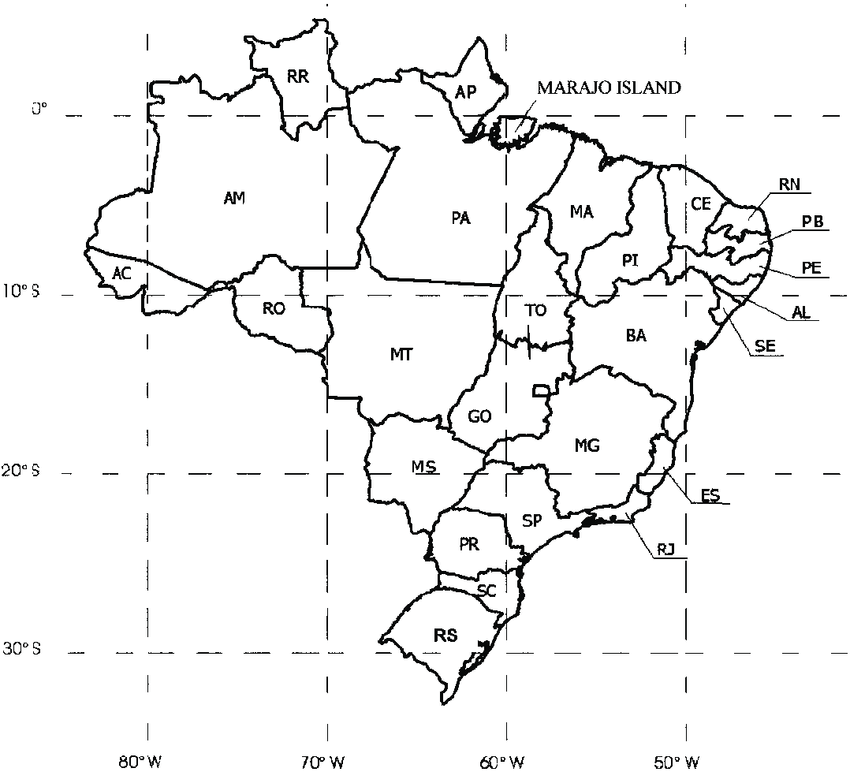 RR
AP
MARAJO ISLAND
0°
RN
AM
PA
MA
CE
PB
PI
PE
AC
10°S
RO
TO
AL
BA
SE
MT
GO
MG
20°S
MS
ES
SP
PR
RJ
SC
RS
30°S
80°W
70°W
60°W
50°W